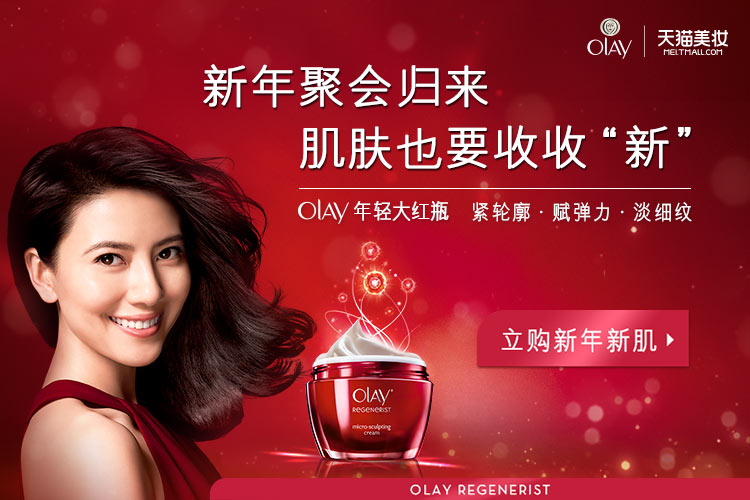 OLAY 天猫美妆
MEI.TMALL.COM
新年聚会归来
肌肤也要收收“新”
OLAY 年轻大红瓶 紧轮廓·赋弹力·淡细纹
立购新年新肌
OLAY
REGENERIST
micro-sculpting
cream
OLAY REGENERIST